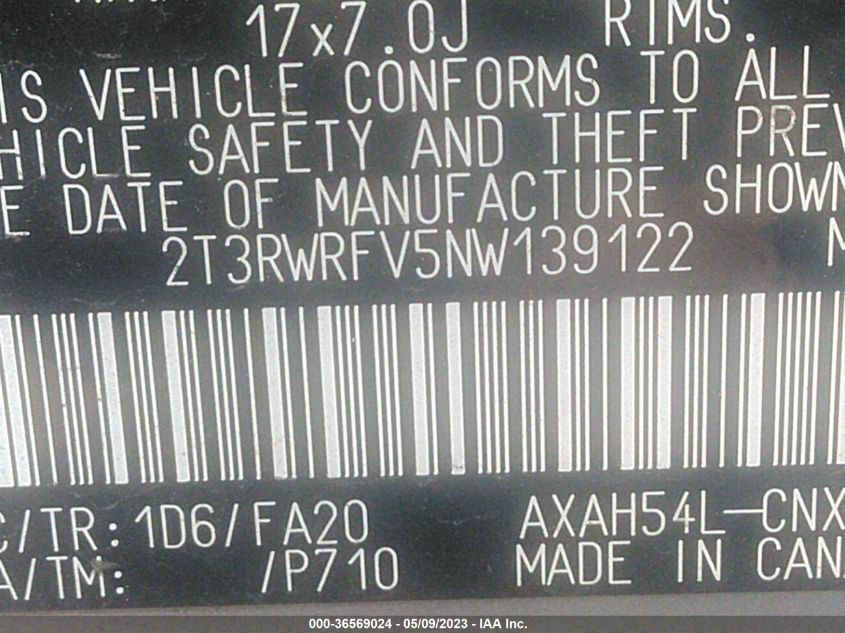 17x7.0J RIMS.
IS VEHICLE CONFORMS TO ALL
HICLE SAFETY AND THEFT PREV
E DATE OF MANUFACTURE SHOWN
2T3RWRFV5NW139122 M
C/TR:1D6/FA20 AXAH54L-CNX
A/TM: /P710 MADE IN CANA
000-36569024 - 05/09/2023 - IAA Inc.